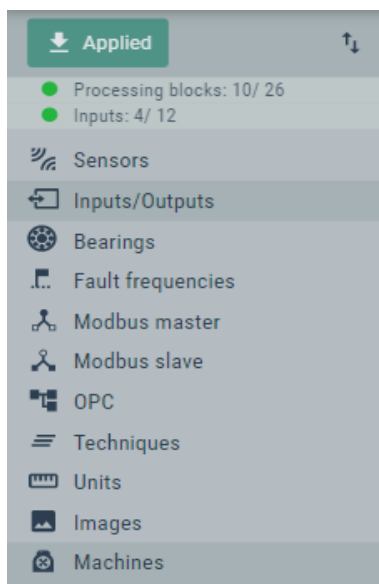 Applied
Processing blocks: 10/ 26
Inputs: 4/ 12
Sensors
Inputs/Outputs
Bearings
Fault frequencies
Modbus master
Modbus slave
OPC
Techniques
Units
Images
Machines